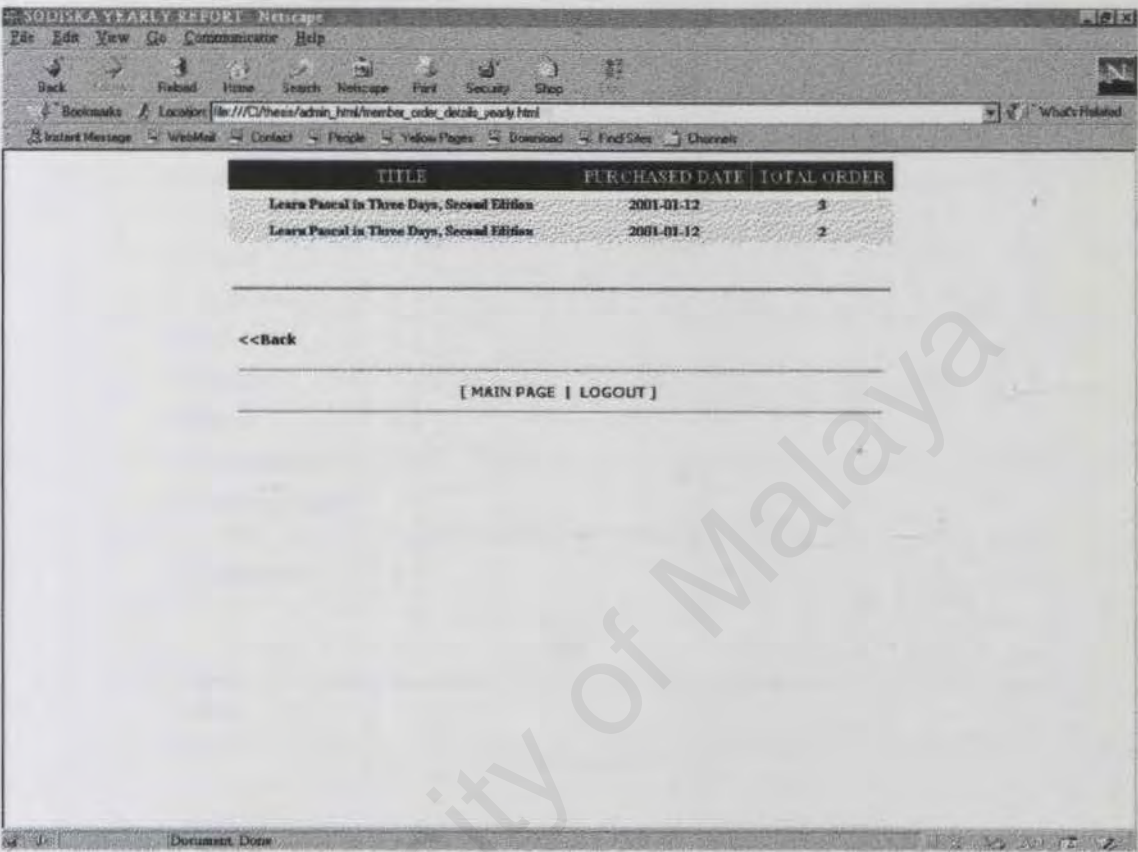 SODISKA YEARLY REPORT - Netscape
File Edit View Go Communicator Help
Back Reload Home Search Netscape Print Security Shop
Bookmarks Location: file:///C|/thesis/admin_html/member_order_details_yearly.html What's Related
Instant Message WebMail Contact People Yellow Pages Download Find Sites Channels
TITLE PURCHASED DATE TOTAL ORDER
Learn Pascal in Three Days, Second Edition 2001-01-12 3
Learn Pascal in Three Days, Second Edition 2001-01-12 2
<<Back
[ MAIN PAGE | LOGOUT ]
Document: Done
ity of Malaya